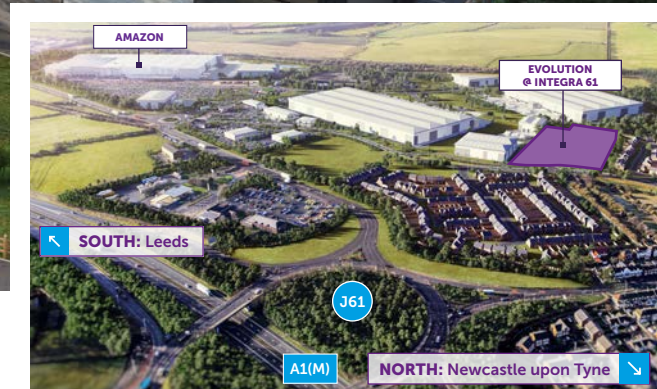 AMAZON
EVOLUTION
@ INTEGRA 61
SOUTH: Leeds
J61
A1(M)
NORTH: Newcastle upon Tyne